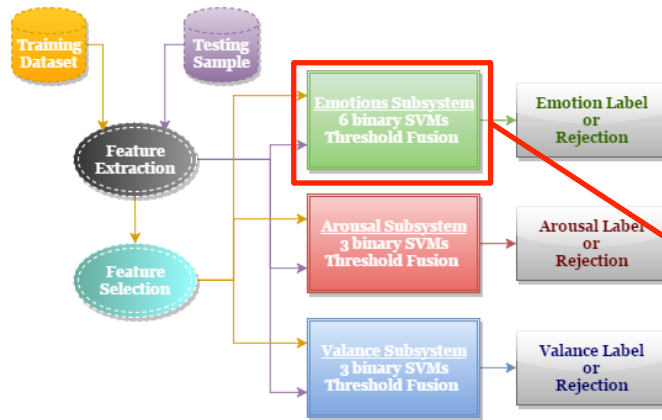 Training
Dataset
Testing
Sample
Feature
Extraction
Feature
Selection
Emotions Subsystem
6 binary SVMs
Threshold Fusion
Emotion Label
or
Rejection
Arousal Subsystem
3 binary SVMs
Threshold Fusion
Arousal Label
or
Rejection
Valance Subsystem
3 binary SVMs
Threshold Fusion
Valance Label
or
Rejection